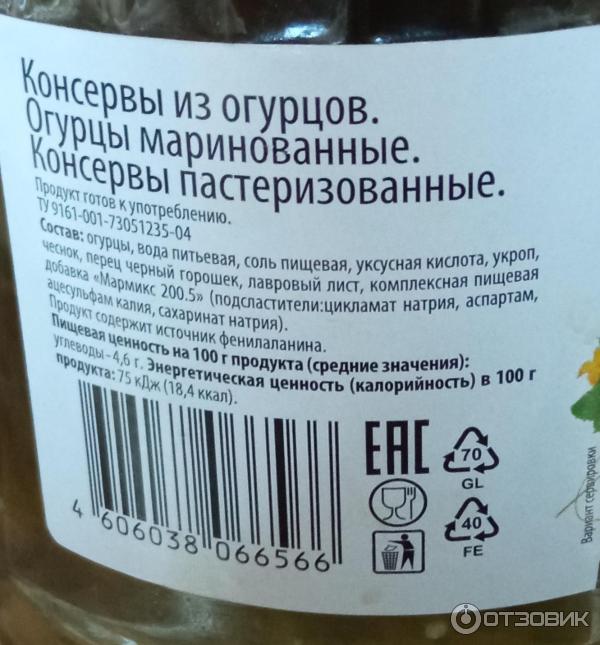 Консервы из огурцов.
Огурцы маринованные.
Консервы пастеризованные.
Продукт готов к употреблению.
ТУ 9161-001-73051235-04
Состав: огурцы, вода питьевая, соль пищевая, уксусная кислота, укроп,
чеснок, перец черный горошек, лавровый лист, комплексная пищевая
добавка «Мармикс 200.5» (подсластители:цикламат натрия, аспартам,
ацесульфам калия, сахаринат натрия).
Продукт содержит источник фенилаланина.
Пищевая ценность на 100 г продукта (средние значения):
углеводы - 4,6 г. Энергетическая ценность (калорийность) в 100 г
продукта: 75 кДж (18,4 ккал).
EAC
70
GL
40
FE
4 606038 066566
Вариант сервировки
ОТЗОВИК